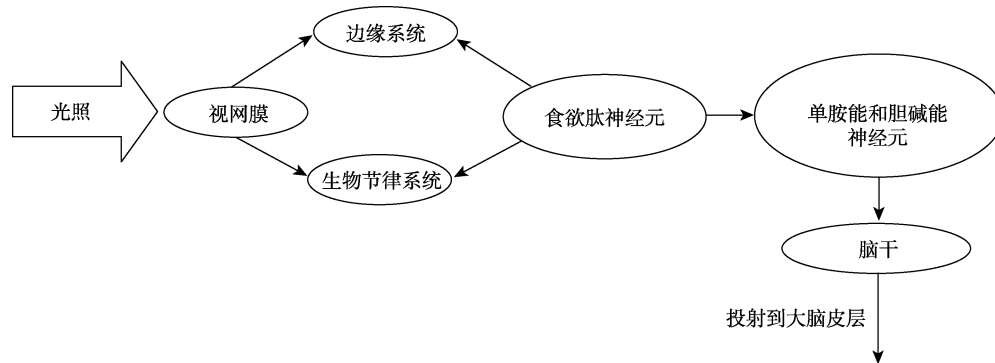 边缘系统
光照
视网膜
食欲肽神经元
单胺能和胆碱能
神经元
生物节律系统
脑干
投射到大脑皮层